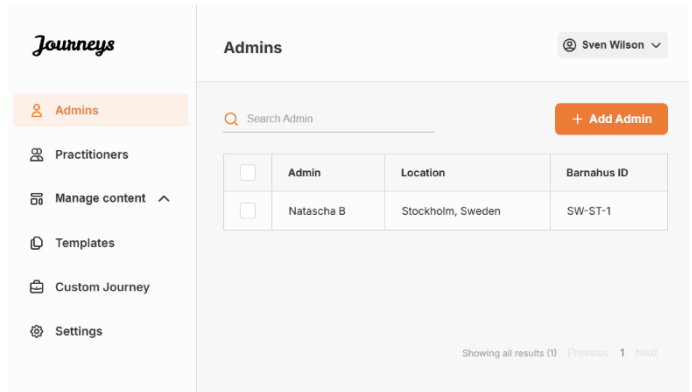 Journeys
Admins
Sven Wilson
Admins
Practitioners
Manage content
Templates
Custom Journey
Settings
Search Admin
+ Add Admin
Admin Location Barnahus ID
Natascha B Stockholm, Sweden SW-ST-1
Showing all results (1) Previous 1 Next